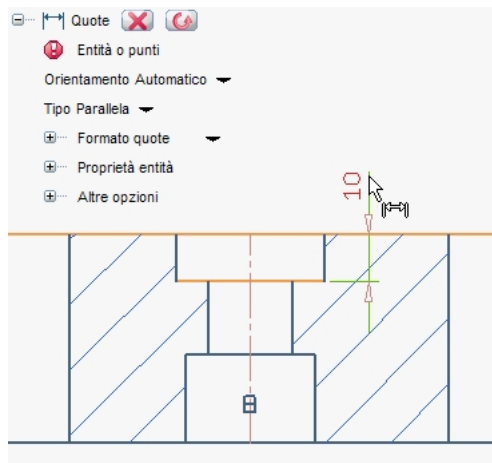 Quote
Entità o punti
Orientamento Automatico
Tipo Parallela
Formato quote
Proprietà entità
Altre opzioni
10
B